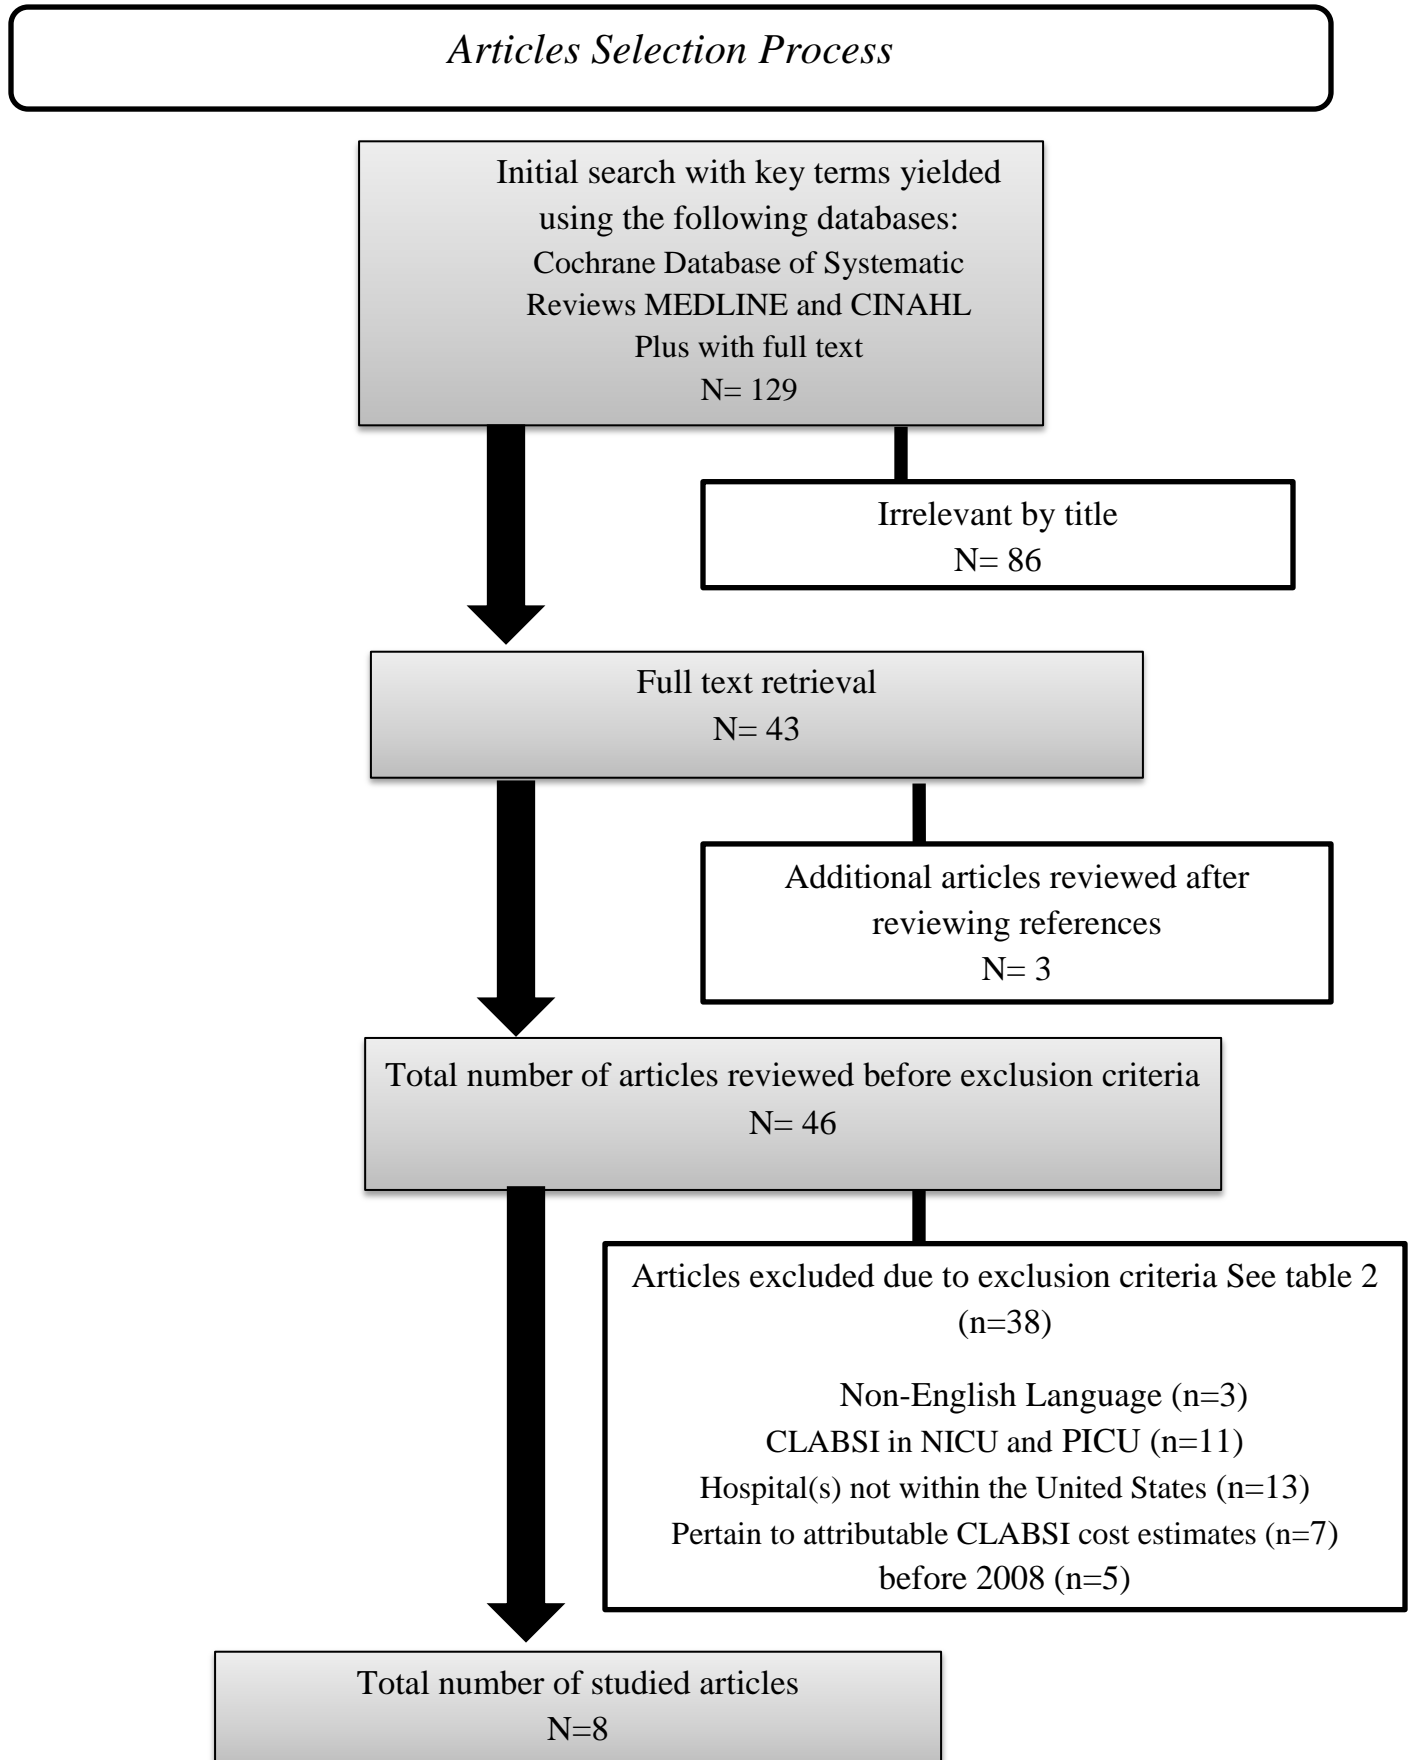 Articles Selection Process
Initial search with key terms yielded
using the following databases:
Cochrane Database of Systematic
Reviews MEDLINE and CINAHL
Plus with full text
N= 129
Irrelevant by title
N= 86
Full text retrieval
N= 43
Additional articles reviewed after
reviewing references
N= 3
Total number of articles reviewed before exclusion criteria
N= 46
Articles excluded due to exclusion criteria See table 2
(n=38)
Non-English Language (n=3)
CLABSI in NICU and PICU (n=11)
Hospital(s) not within the United States (n=13)
Pertain to attributable CLABSI cost estimates (n=7)
before 2008 (n=5)
Total number of studied articles
N=8